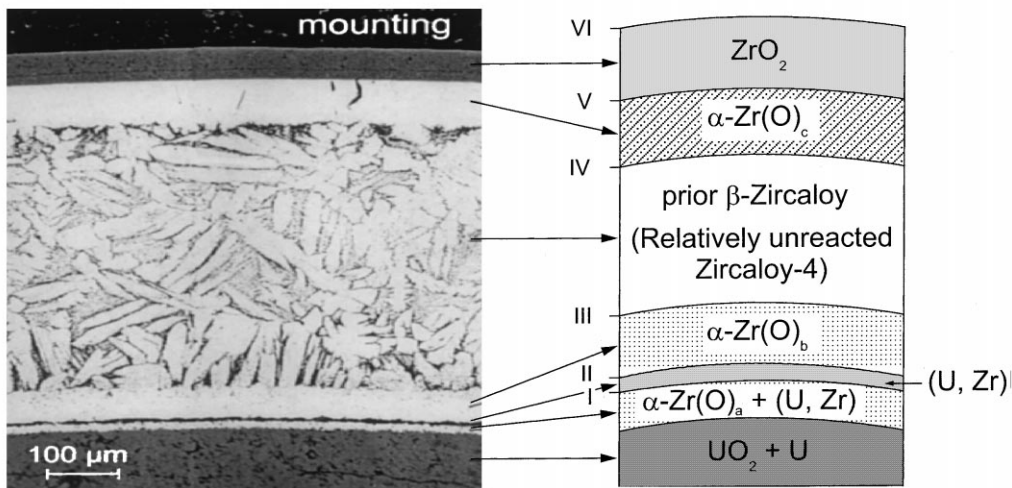 mounting
100 µm
VI
V
IV
III
II
I
ZrO₂
α-Zr(O)c
prior β-Zircaloy
(Relatively unreacted
Zircaloy-4)
α-Zr(O)b
(U, Zr)
α-Zr(O)a + (U, Zr)
UO₂ + U